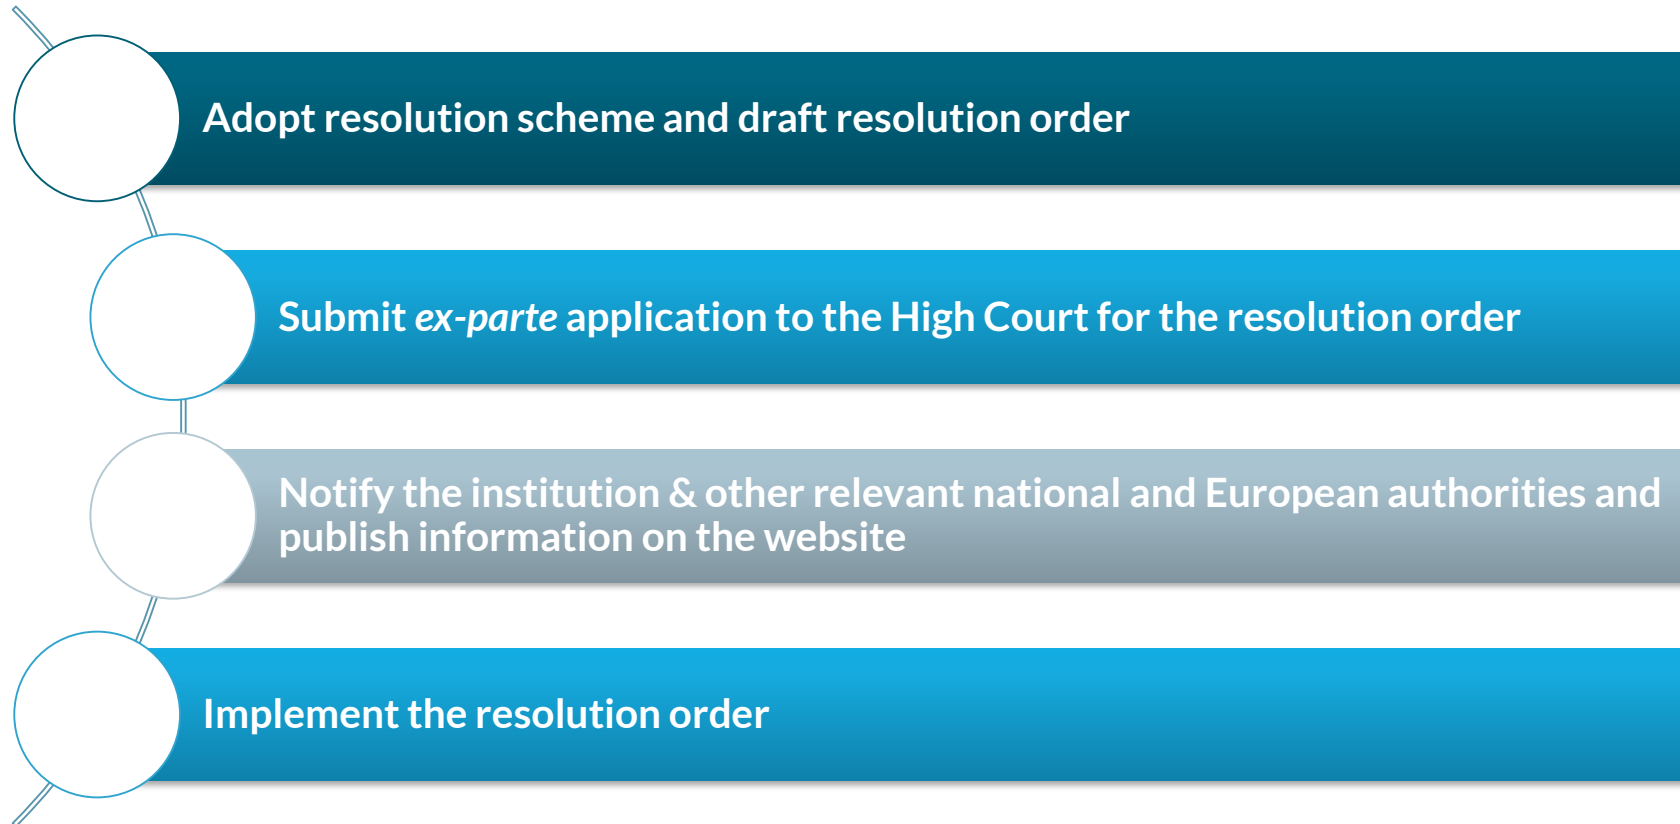 Adopt resolution scheme and draft resolution order
Submit ex-parte application to the High Court for the resolution order
Notify the institution & other relevant national and European authorities and
publish information on the website
Implement the resolution order